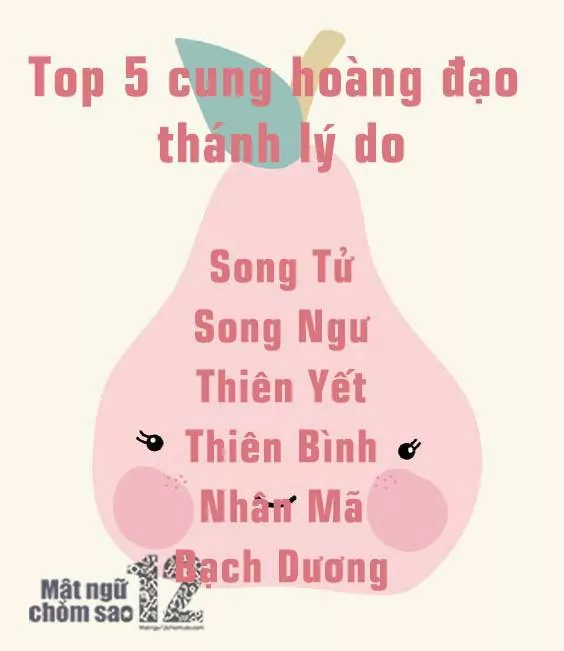 Top 5 cung hoàng đạo
thánh lý do
Song Tử
Song Ngư
Thiên Yết
Thiên Bình
Nhân Mã
Bạch Dương
Mật ngữ
chòm sao
12